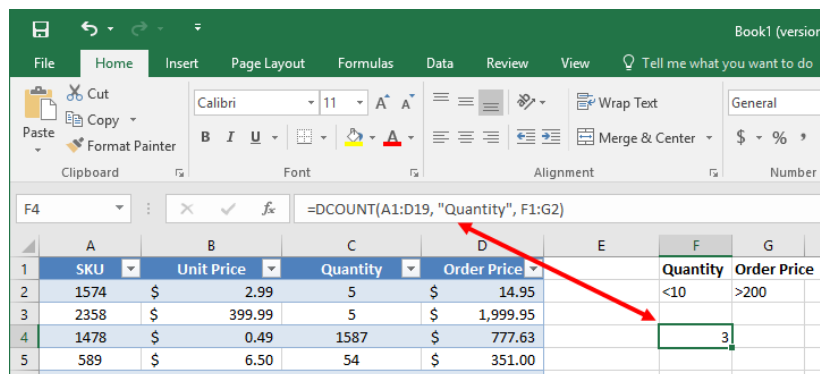 Book1 (version
File Home Insert Page Layout Formulas Data Review View Tell me what you want to do
Cut
Copy
Format Painter
Paste
Calibri 11 A A
Wrap Text
General
B I U A
Merge & Center
$ % ,
Clipboard Font Alignment Number
F4 fx =DCOUNT(A1:D19, "Quantity", F1:G2)
A B C D E F G
1 SKU Unit Price Quantity Order Price Quantity Order Price
2 1574 $ 2.99 5 $ 14.95 <10 >200
3 2358 $ 399.99 5 $ 1,999.95
4 1478 $ 0.49 1587 $ 777.63 3
5 589 $ 6.50 54 $ 351.00